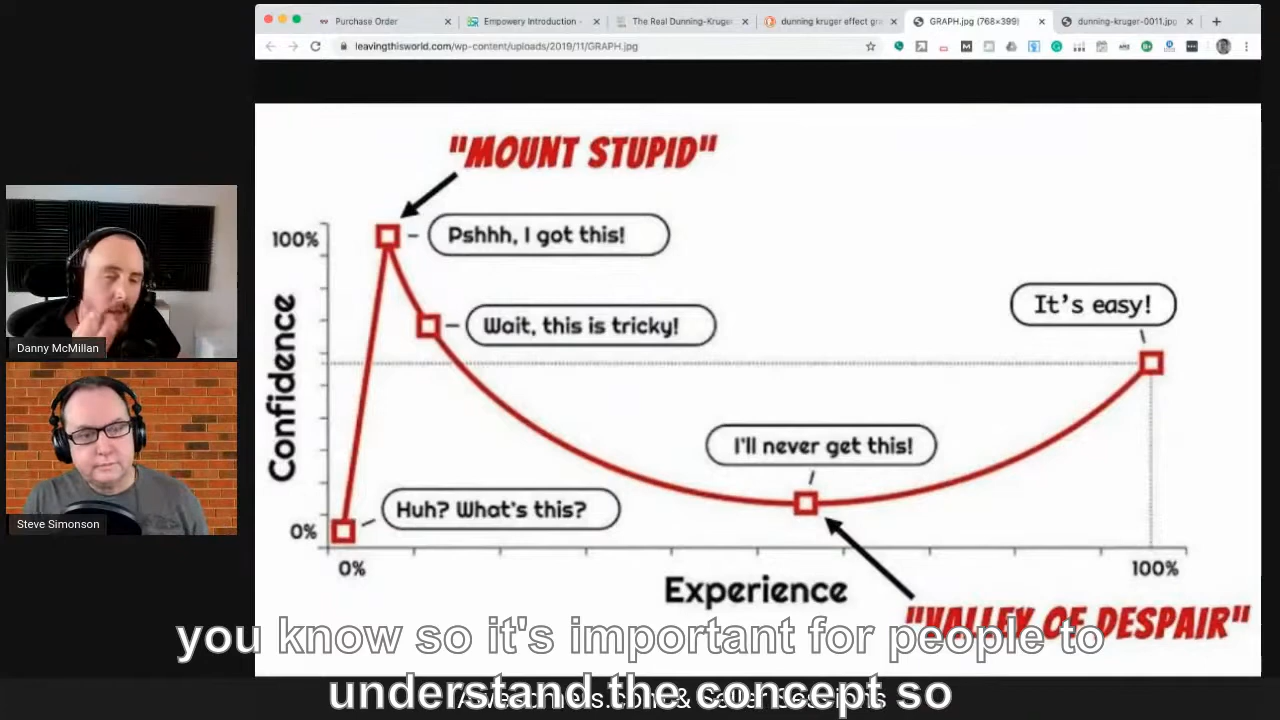 Purchase Order
Empowery Introduction -
The Real Dunning-Kruger
dunning kruger effect gra
GRAPH.jpg (768×399)
dunning-kruger-0011.jpg
leavingthisworld.com/wp-content/uploads/2019/11/GRAPH.jpg
"MOUNT STUPID"
100%
Pshhh, I got this!
It's easy!
Wait, this is tricky!
Confidence
I'll never get this!
Huh? What's this?
0%
0%
100%
Experience
"VALLEY OF DESPAIR"
Danny McMillan
Steve Simonson
you know so it's important for people to
understand the concept so